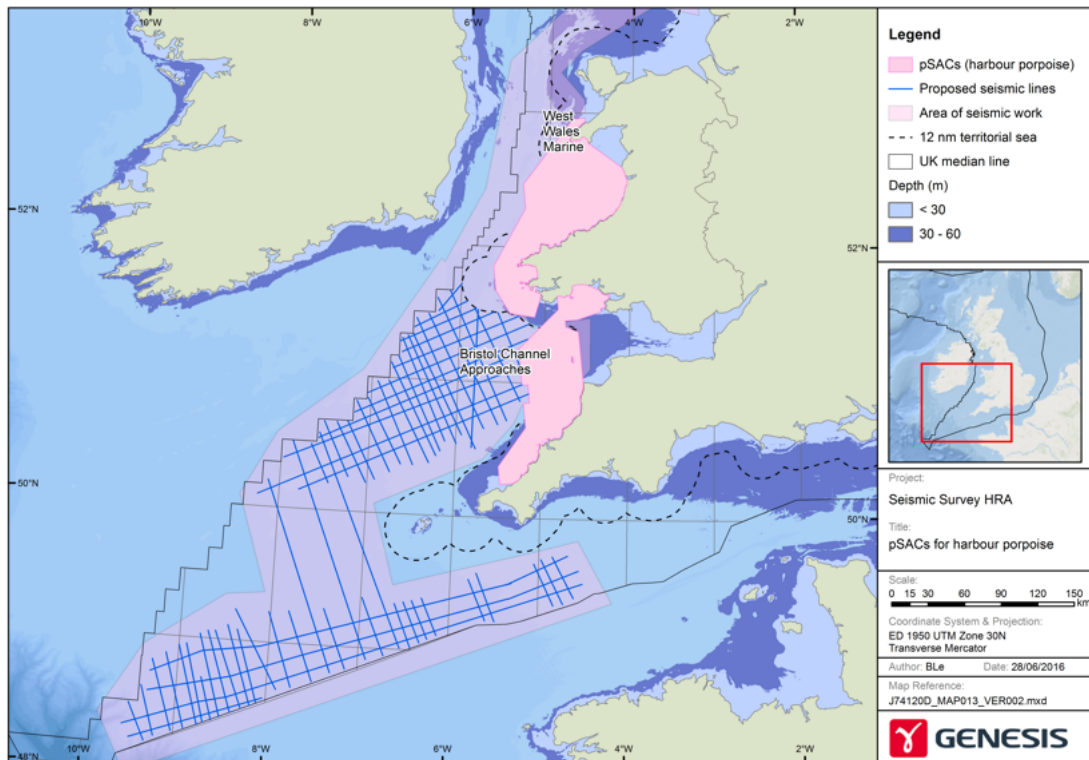 10°W
8°W
6°W
4°W
2°W
West
Wales
Marine
52°N
52°N
Bristol Channel
Approaches
50°N
50°N
48°N
10°W
8°W
6°W
4°W
2°W
Legend
pSACs (harbour porpoise)
Proposed seismic lines
Area of seismic work
12 nm territorial sea
UK median line
Depth (m)
< 30
30 - 60
Project:
Seismic Survey HRA
Title:
pSACs for harbour porpoise
Scale:
0 15 30 60 90 120 150
km
Coordinate System & Projection:
ED 1950 UTM Zone 30N
Transverse Mercator
Author: BLe Date: 28/06/2016
Map Reference:
J74120D_MAP013_VER002.mxd
GENESIS